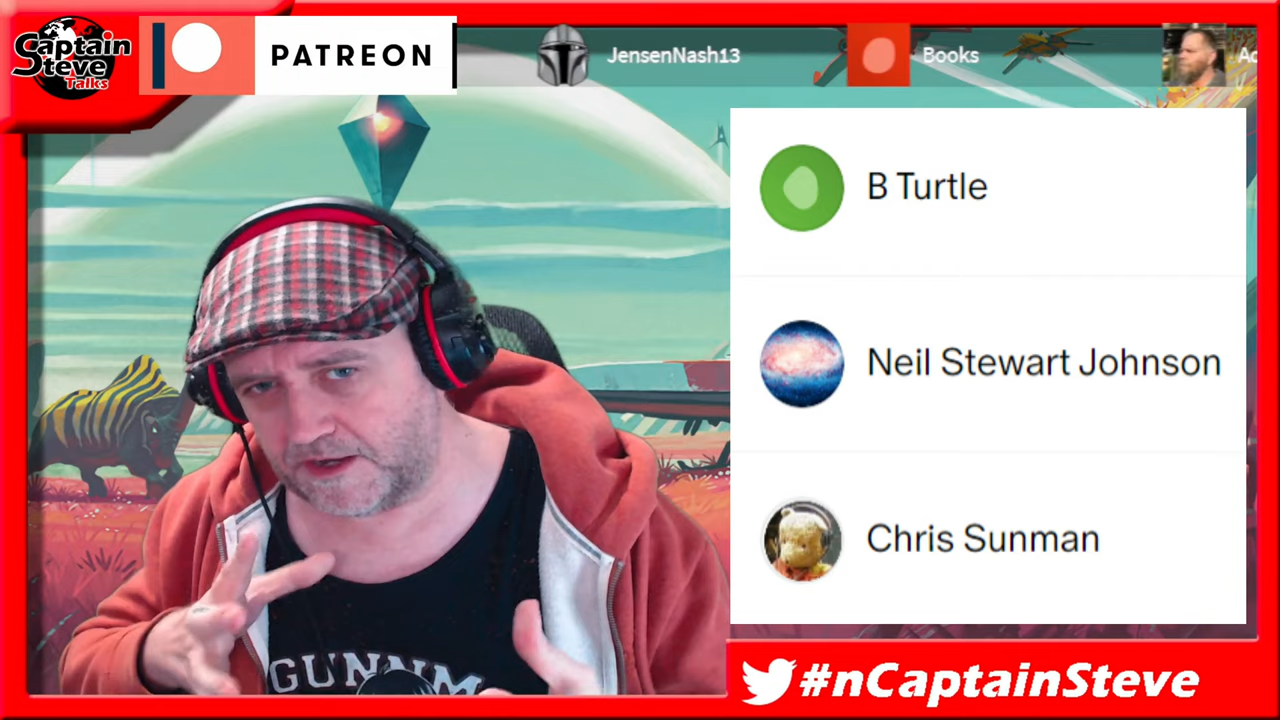 Captain
Steve
Talks
PATREON
JensenNash13
Books
B Turtle
Neil Stewart Johnson
Chris Sunman
GUNNM
#nCaptainSteve